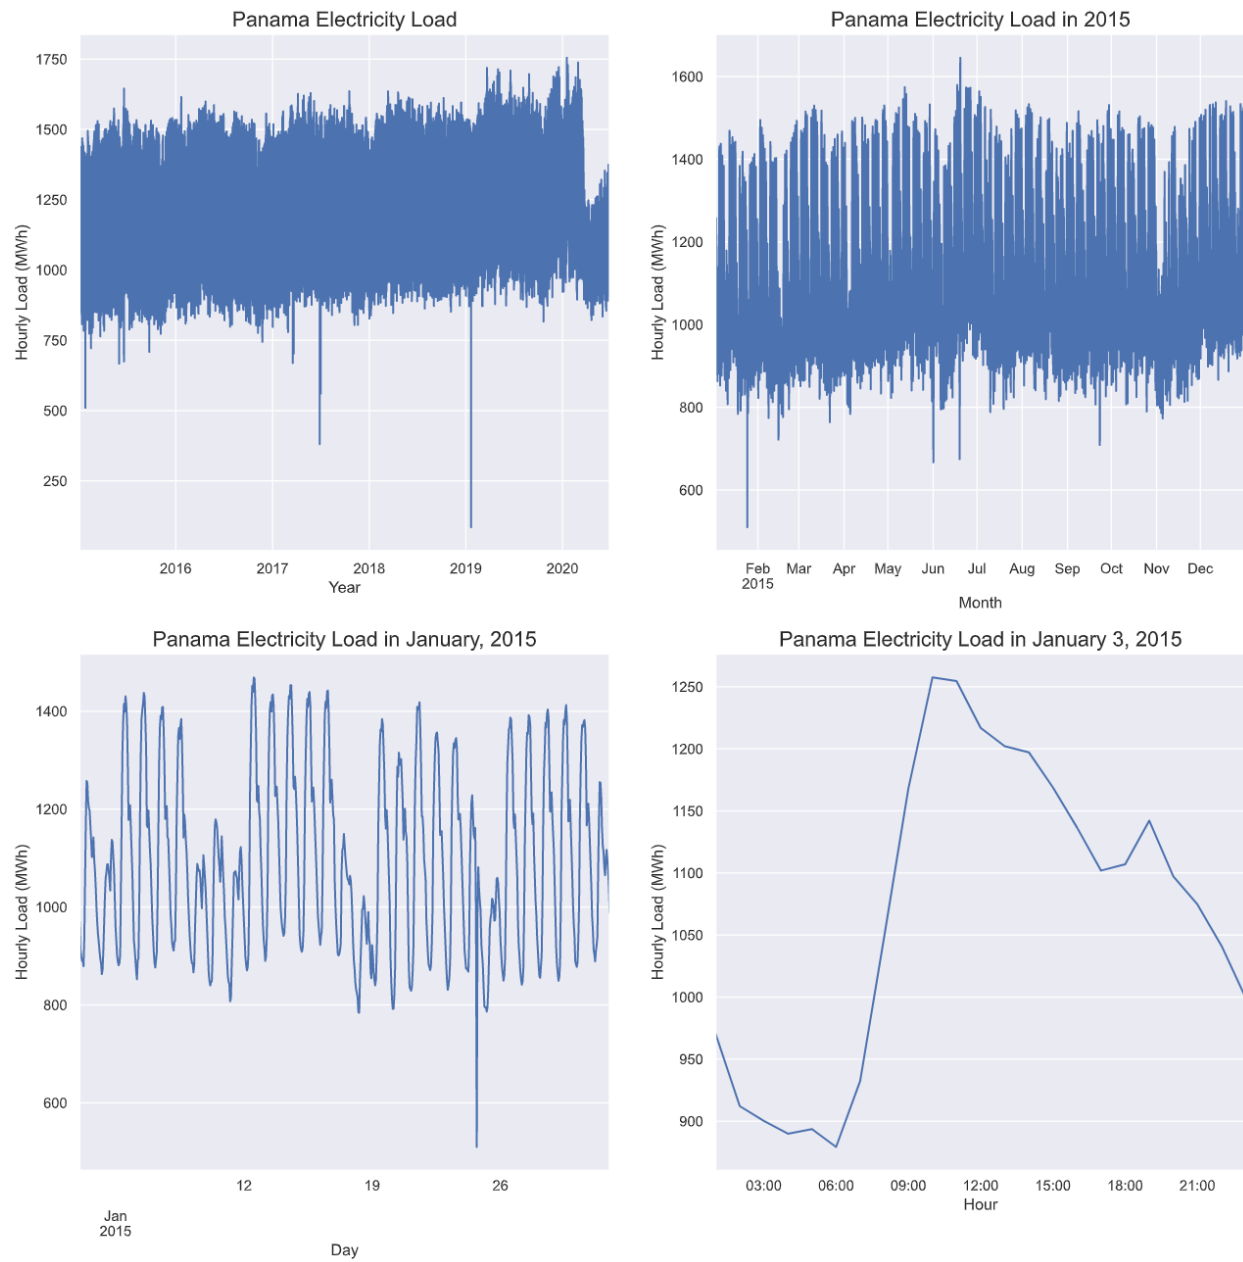 Panama Electricity Load
Hourly Load (MWh)
1750
1500
1250
1000
750
500
250
2016 2017 2018 2019 2020
Year
Panama Electricity Load in 2015
Hourly Load (MWh)
1600
1400
1200
1000
800
600
Feb Mar Apr May Jun Jul Aug Sep Oct Nov Dec
2015
Month
Panama Electricity Load in January, 2015
Hourly Load (MWh)
1400
1200
1000
800
600
12 19 26
Jan
2015
Day
Panama Electricity Load in January 3, 2015
Hourly Load (MWh)
1250
1200
1150
1100
1050
1000
950
900
03:00 06:00 09:00 12:00 15:00 18:00 21:00
Hour